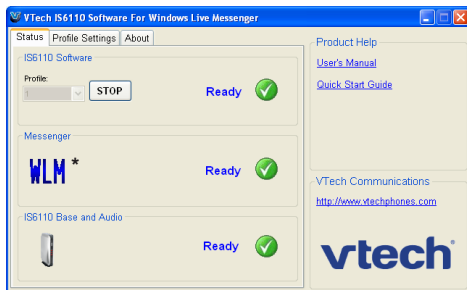 VTech IS6110 Software For Windows Live Messenger
Status Profile Settings About
IS6110 Software
Profile:
1
STOP
Ready
Messenger
WLM *
Ready
IS6110 Base and Audio
Ready
Product Help
User's Manual
Quick Start Guide
VTech Communications
http://www.vtechphones.com
vtech